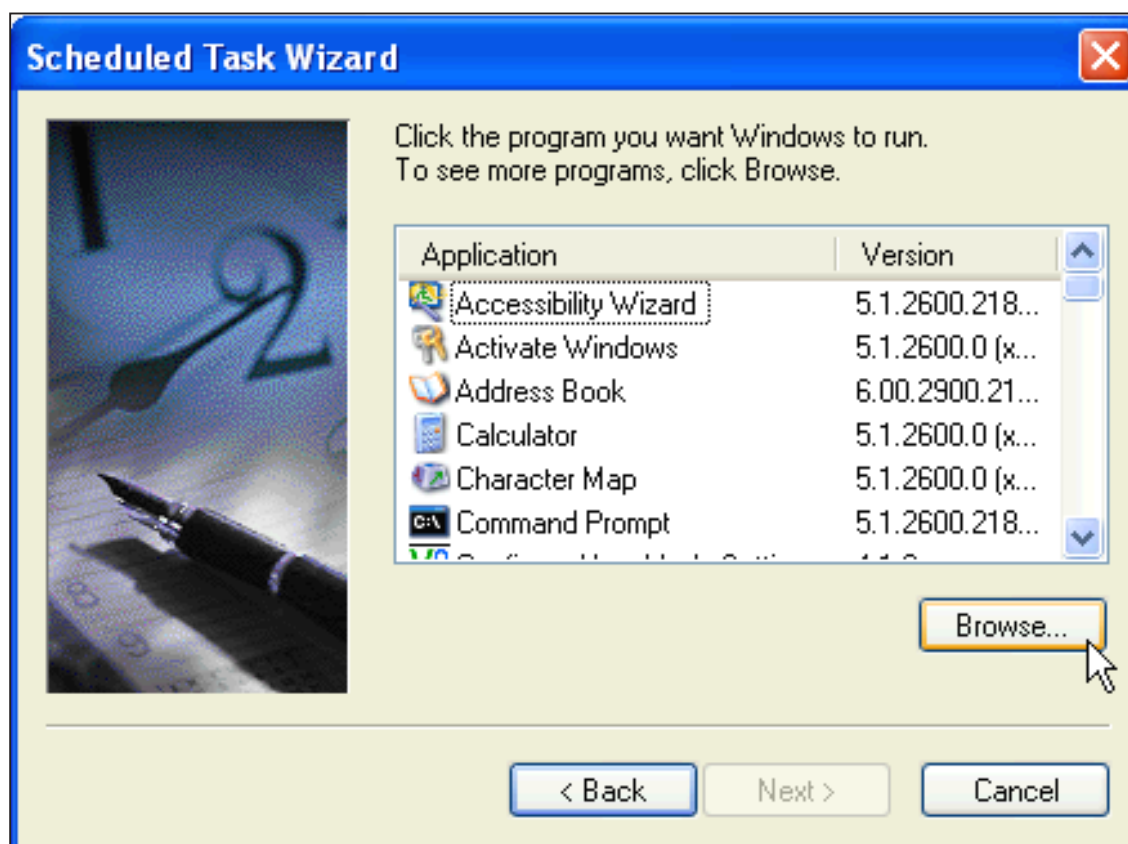 Scheduled Task Wizard
Click the program you want Windows to run.
To see more programs, click Browse.
Application Version
Accessibility Wizard 5.1.2600.218...
Activate Windows 5.1.2600.0 (x...
Address Book 6.00.2900.21...
Calculator 5.1.2600.0 (x...
Character Map 5.1.2600.0 (x...
C:\ Command Prompt 5.1.2600.218...
Browse...
< Back Next > Cancel